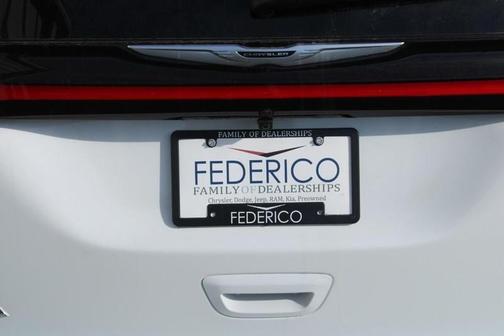 CHRYSLER
FAMILY OF DEALERSHIPS
FEDERICO
FAMILY OF DEALERSHIPS
Chrysler, Dodge, Jeep, RAM, Kia, Preowned
FEDERICO